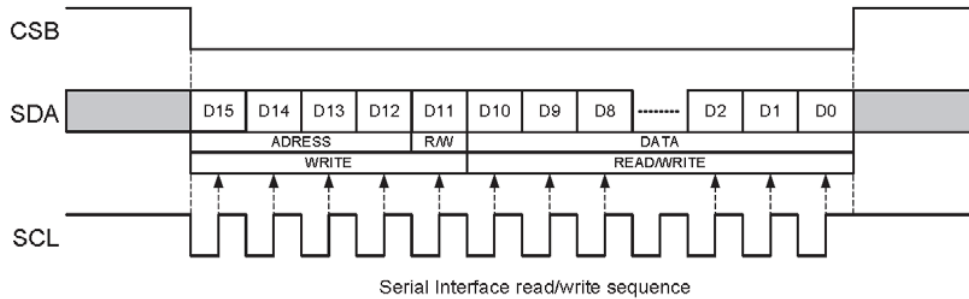 CSB
SDA D15 D14 D13 D12 D11 D10 D9 D8 D2 D1 D0
ADRESS R/W DATA
WRITE READ/WRITE
SCL
Serial Interface read/write sequence